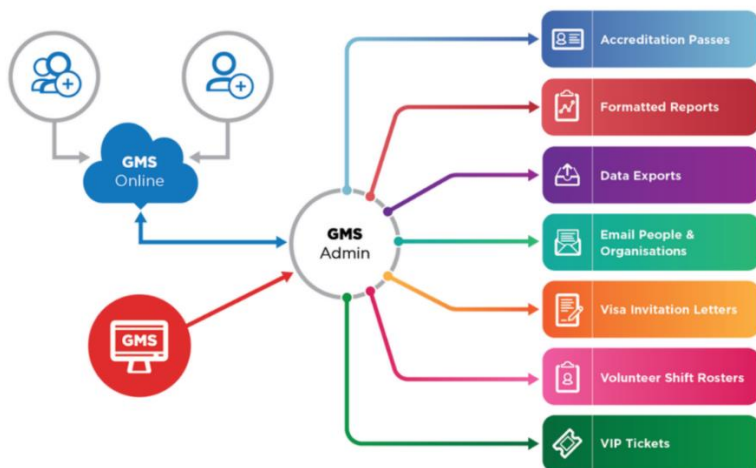 GMS
Online
GMS
GMS
Admin
Accreditation Passes
Formatted Reports
Data Exports
Email People &
Organisations
Visa Invitation Letters
Volunteer Shift Rosters
VIP Tickets